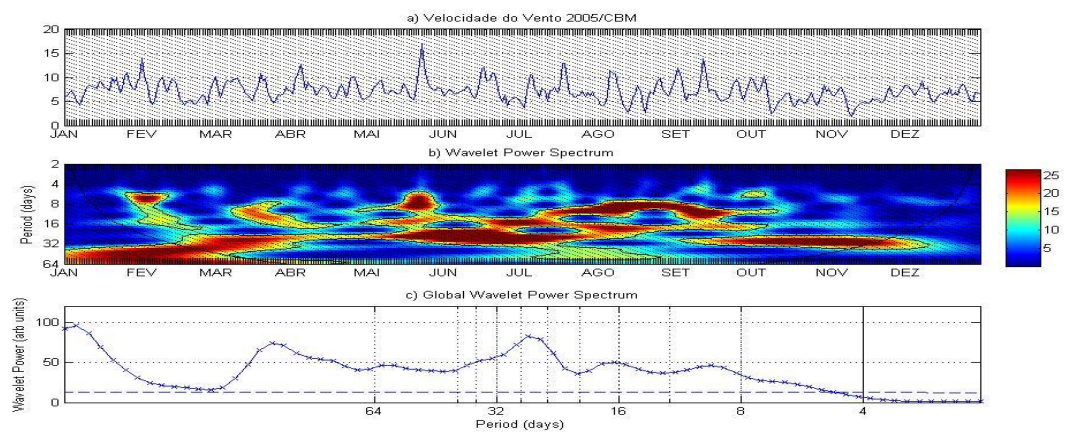 a) Velocidade do Vento 2005/CBM
20
15
10
5
0
JAN FEV MAR ABR MAI JUN JUL AGO SET OUT NOV DEZ
b) Wavelet Power Spectrum
Period (days)
2
4
8
16
32
64
JAN FEV MAR ABR MAI JUN JUL AGO SET OUT NOV DEZ
25
20
15
10
5
c) Global Wavelet Power Spectrum
Wavelet Power (arb units)
100
50
0
64 32 16 8 4
Period (days)